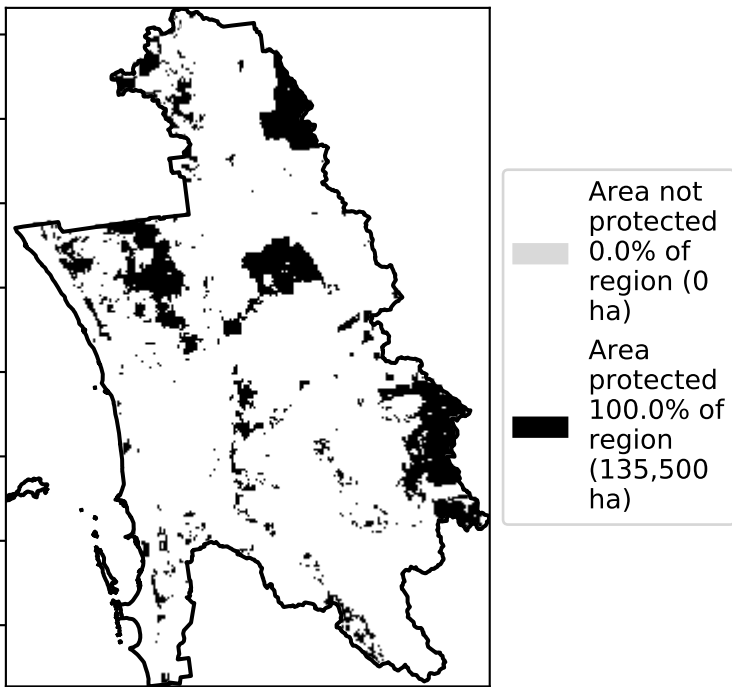 Area not
protected
0.0% of
region (0
ha)
Area
protected
100.0% of
region
(135,500
ha)